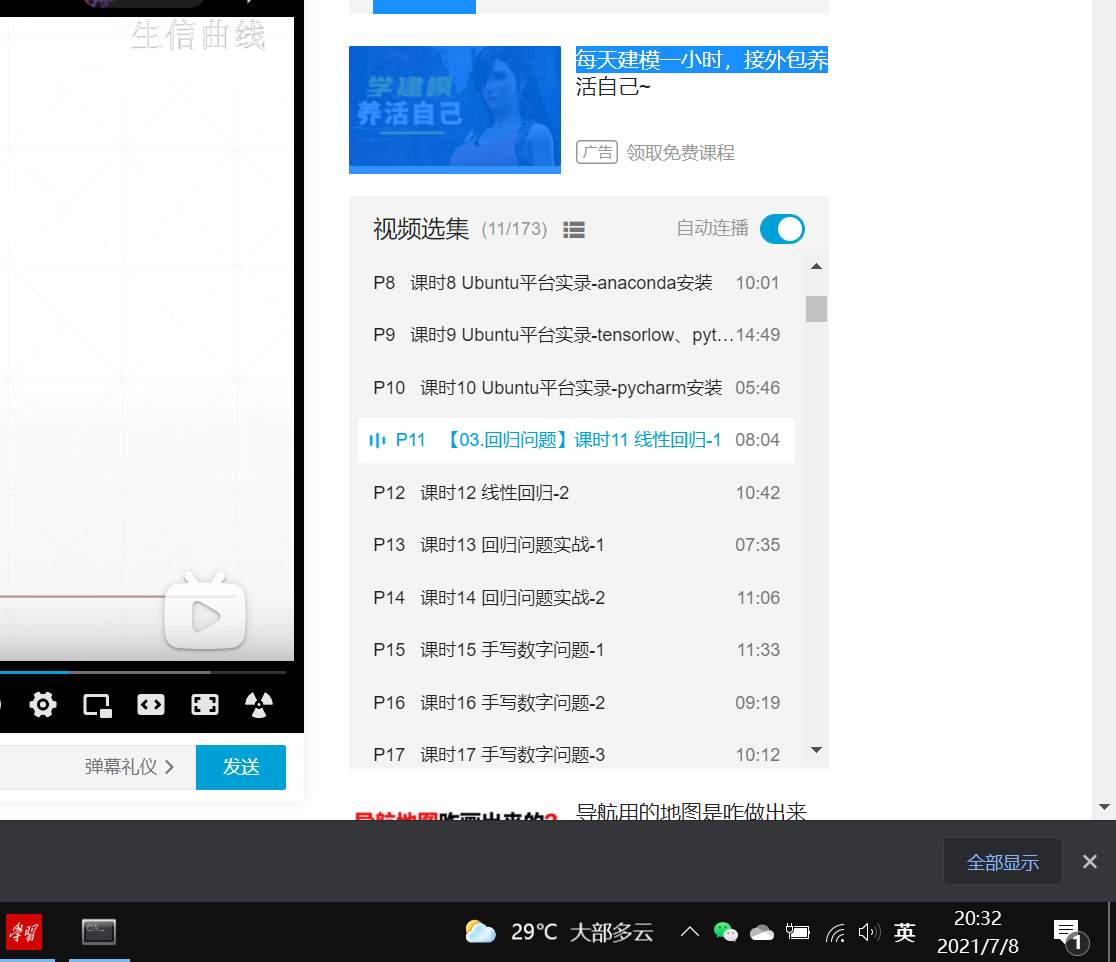 生信曲线
学建模
养活自己
每天建模一小时，接外包养
活自己~
广告 领取免费课程
视频选集 (11/173) 自动连播
P8 课时8 Ubuntu平台实录-anaconda安装 10:01
P9 课时9 Ubuntu平台实录-tensorlow、pyt… 14:49
P10 课时10 Ubuntu平台实录-pycharm安装 05:46
P11 【03.回归问题】课时11 线性回归-1 08:04
P12 课时12 线性回归-2 10:42
P13 课时13 回归问题实战-1 07:35
P14 课时14 回归问题实战-2 11:06
P15 课时15 手写数字问题-1 11:33
P16 课时16 手写数字问题-2 09:19
P17 课时17 手写数字问题-3 10:12
弹幕礼仪 发送
导航地图咋画出来的?
导航用的地图是咋做出来
全部显示
学习
C:\_
29°C 大部多云
英
20:32
2021/7/8
1